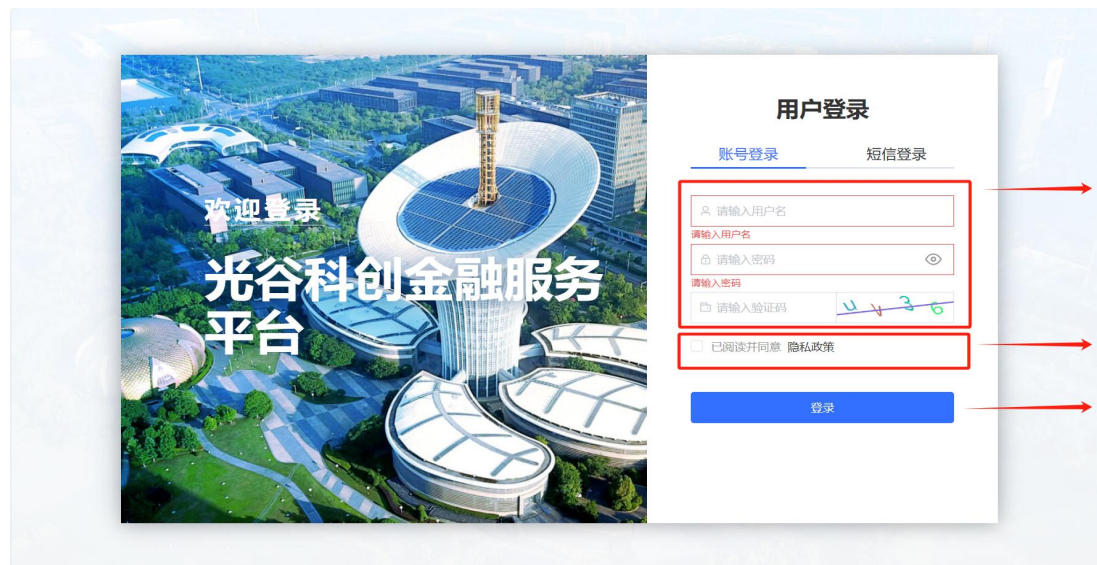 欢迎登录
光谷科创金融服务
平台
用户登录
账号登录 短信登录
请输入用户名
请输入用户名
请输入密码
请输入密码
请输入验证码 u y 3 6
已阅读并同意 隐私政策
登录